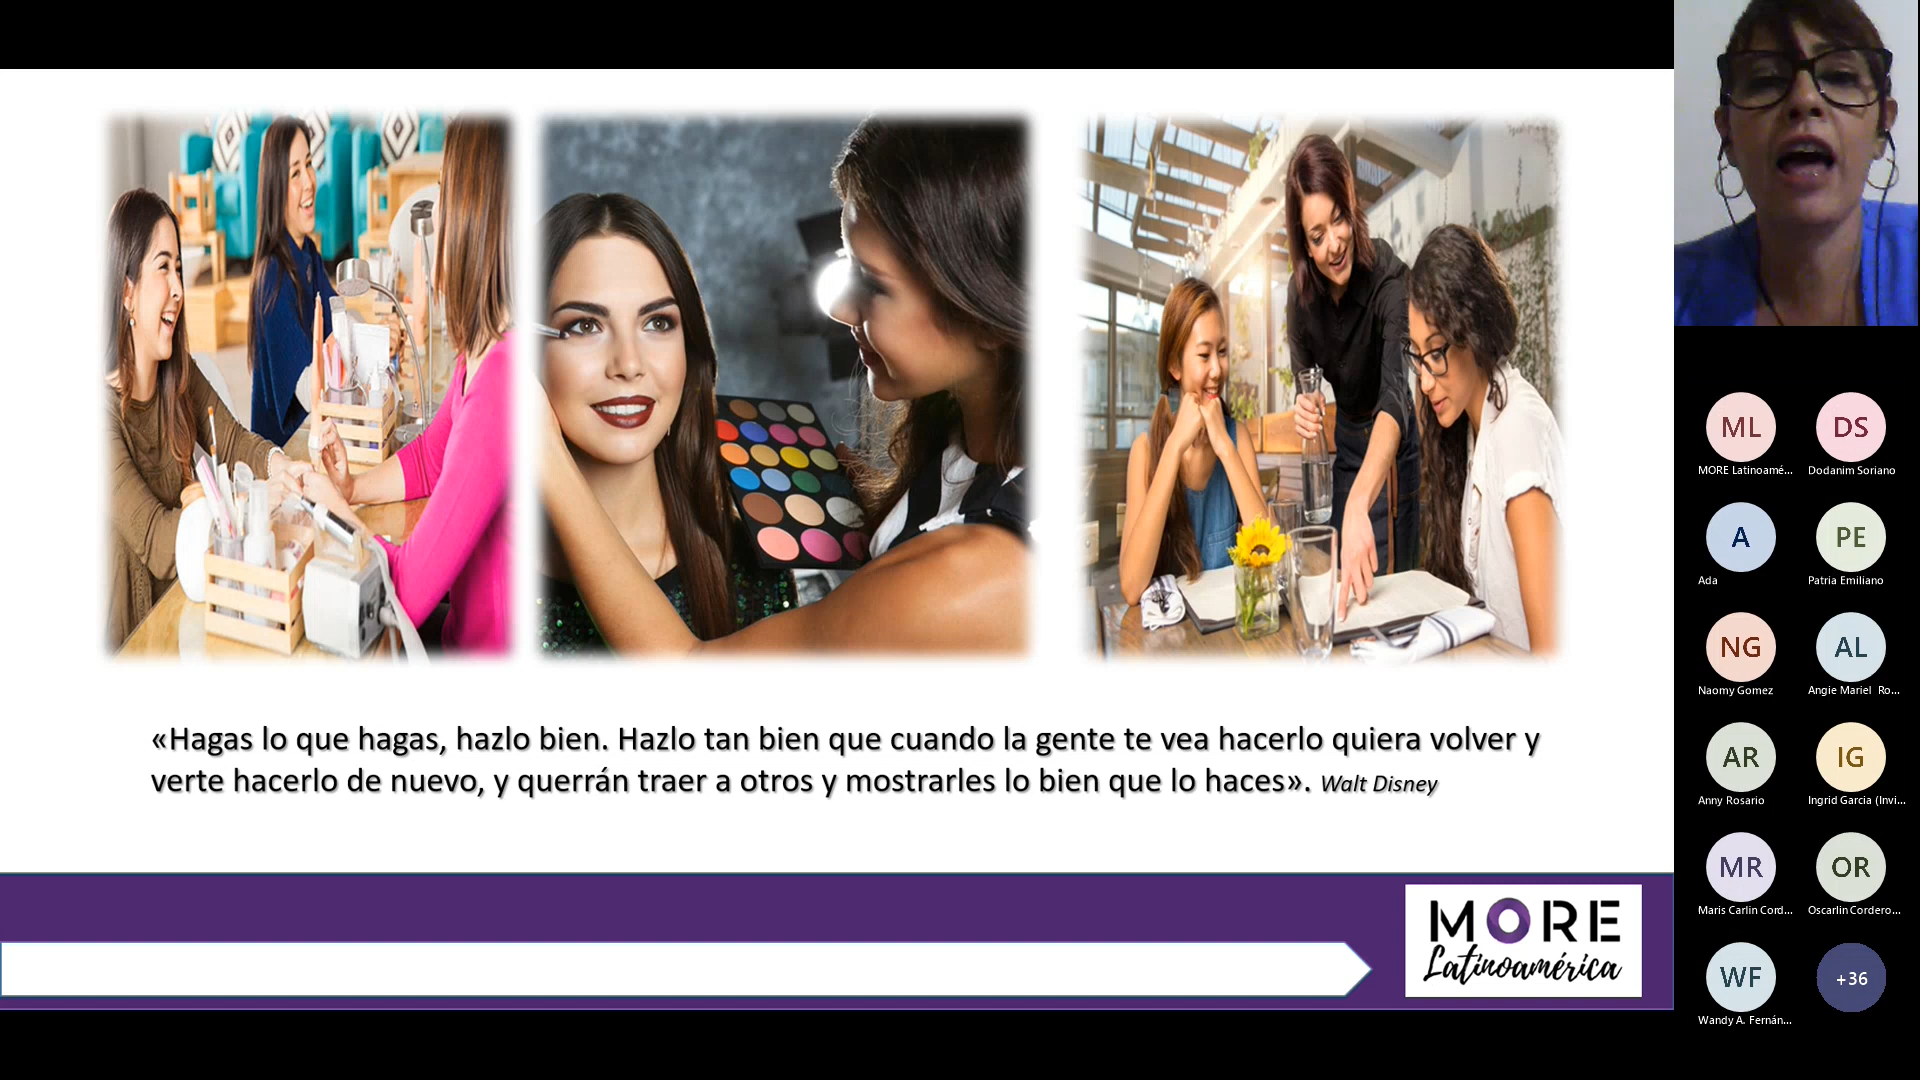 «Hagas lo que hagas, hazlo bien. Hazlo tan bien que cuando la gente te vea hacerlo quiera volver y
verte hacerlo de nuevo, y querrán traer a otros y mostrarles lo bien que lo haces». Walt Disney
MORE
Latinoamérica
ML
DS
MORE Latinoamé...
Dodanim Soriano
A
PE
Ada
Patria Emiliano
NG
AL
Naomy Gomez
Angie Mariel Ro...
AR
IG
Anny Rosario
Ingrid Garcia (Invi...
MR
OR
Maris Carlin Cord...
Oscarlin Cordero...
WF
+36
Wandy A. Fernán...